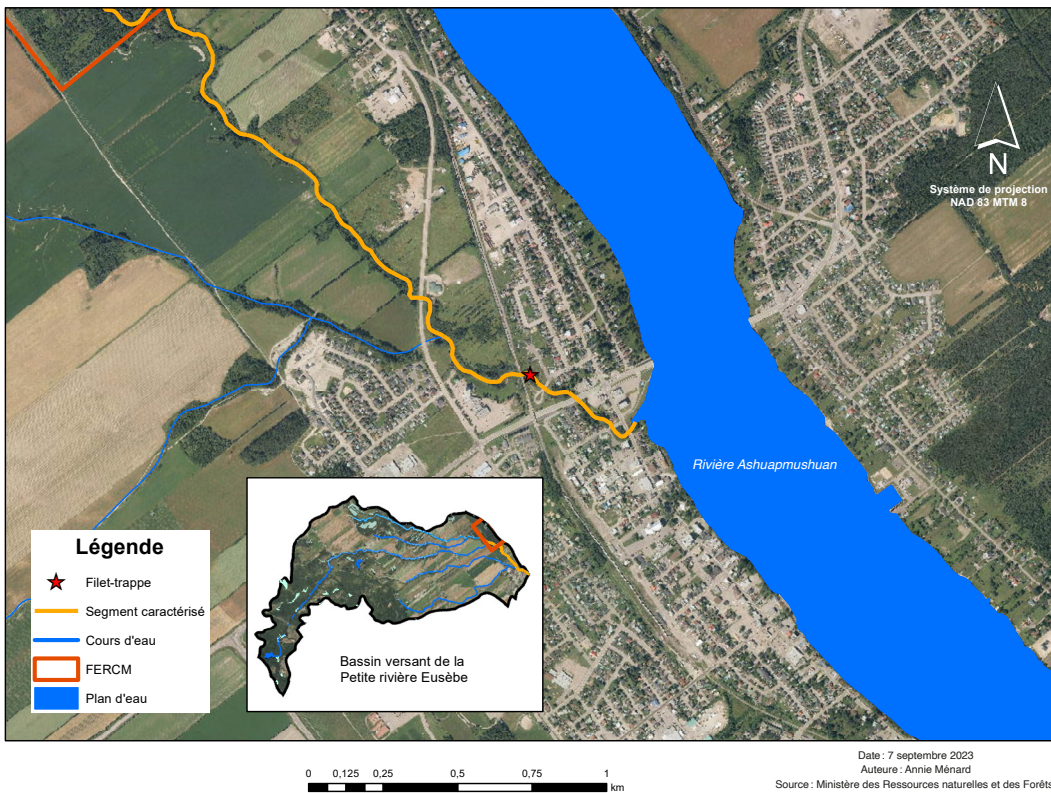 N
Système de projection
NAD 83 MTM 8
Rivière Ashuapmushuan
Légende
Filet-trappe
Segment caractérisé
Cours d'eau
FERCM
Plan d'eau
Bassin versant de la
Petite rivière Eusèbe
0 0,125 0,25 0,5 0,75 1
km
Date : 7 septembre 2023
Auteure : Annie Ménard
Source : Ministère des Ressources naturelles et des Forêts